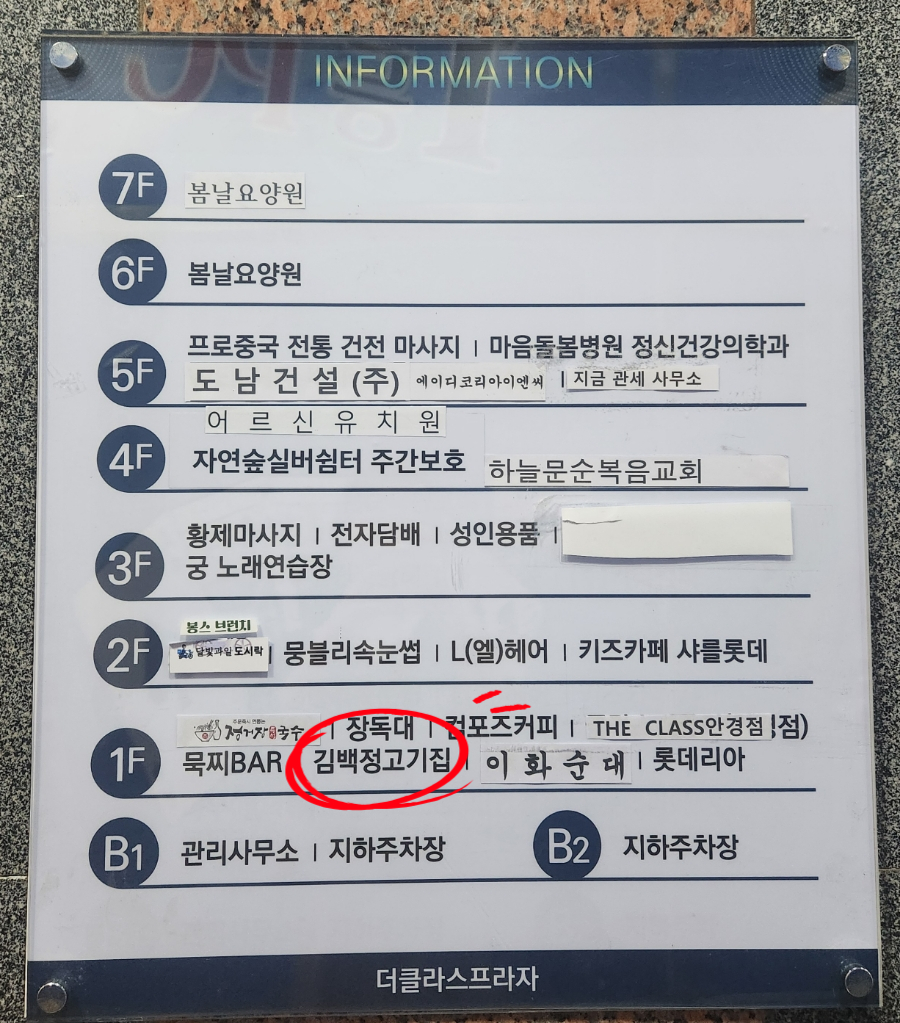 INFORMATION
7F 봄날요양원
6F 봄날요양원
5F 프로중국 전통 건전 마사지 | 마음돌봄병원 정신건강의학과
도 남 건 설 (주) 에이디코리아이엔씨 | 지금 관세 사무소
어 르 신 유 치 원
4F 자연숲실버쉼터 주간보호 하늘문순복음교회
3F 황제마사지 | 전자담배 | 성인용품 |
궁 노래연습장
봉스 브런치
2F 달빛과일 도시락 | 뭉블리속눈썹 | L(엘)헤어 | 키즈카페 샤를롯데
정거장 국수 | 장독대 | 컴포즈커피 | THE CLASS안경점 점)
1F 묵찌BAR 김백정고기집 | 이 화 순 대 | 롯데리아
B1 관리사무소 | 지하주차장 B2 지하주차장
더클라스프라자